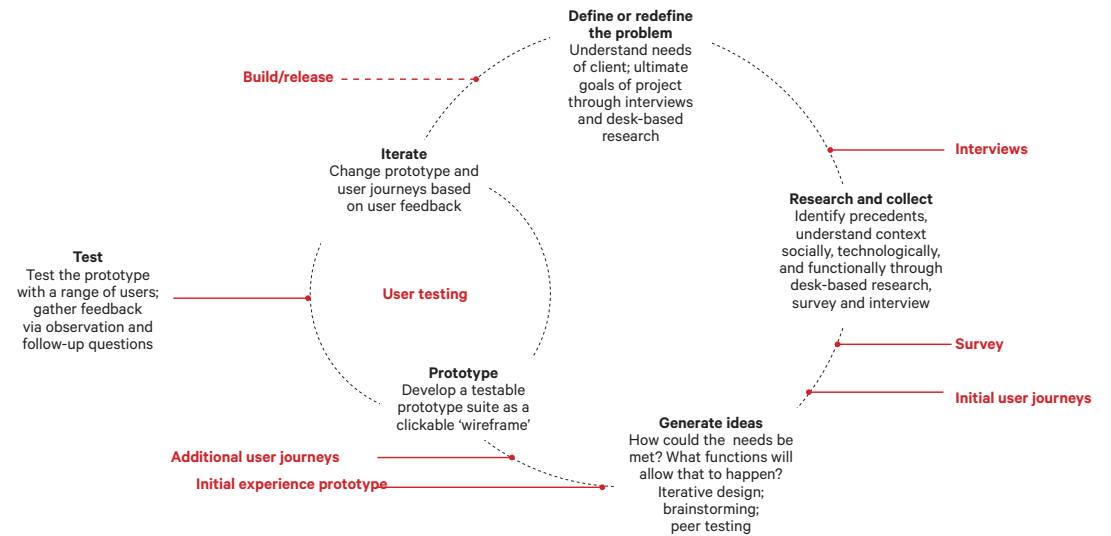 Define or redefine
the problem
Understand needs
of client; ultimate
goals of project
through interviews
and desk-based
research
Build/release
Interviews
Iterate
Change prototype and
user journeys based
on user feedback
Research and collect
Identify precedents,
understand context
socially, technologically,
and functionally through
desk-based research,
survey and interview
Test
Test the prototype
with a range of users;
gather feedback
via observation and
follow-up questions
User testing
Survey
Prototype
Develop a testable
prototype suite as a
clickable ‘wireframe’
Initial user journeys
Generate ideas
How could the needs be
met? What functions will
allow that to happen?
Iterative design;
brainstorming;
peer testing
Additional user journeys
Initial experience prototype